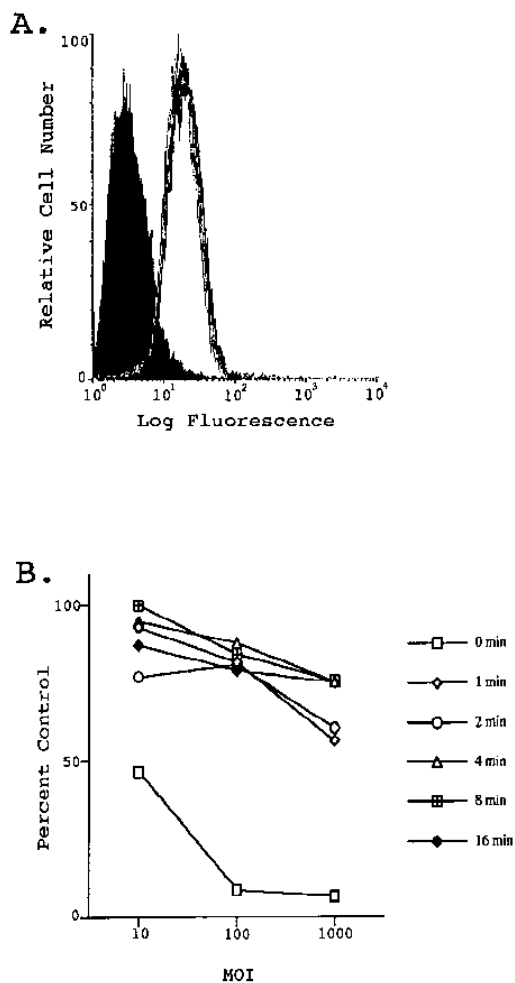 A.
100
50
0
Relative Cell Number
10^0 10^1 10^2 10^3 10^4
Log Fluorescence
B.
100
50
0
Percent Control
10 100 1000
MOI
0 min
1 min
2 min
4 min
8 min
16 min